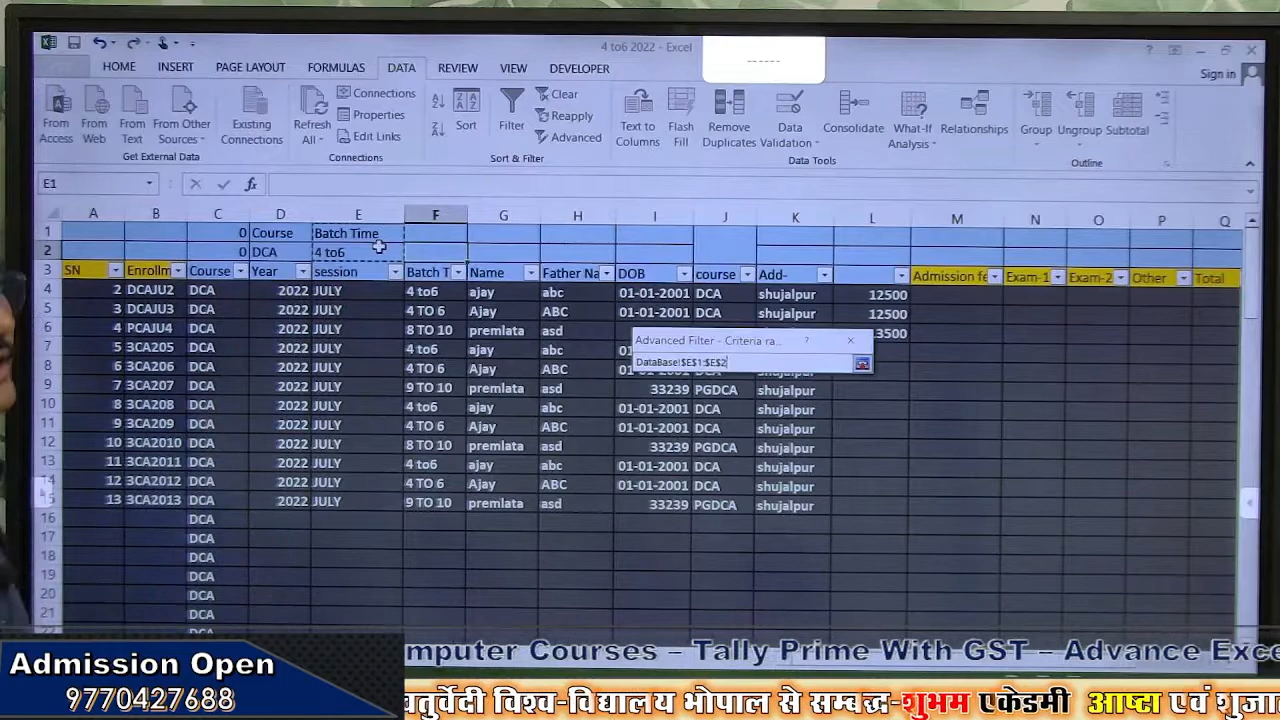 4 to6 2022 - Excel
------
Sign in
HOME INSERT PAGE LAYOUT FORMULAS DATA REVIEW VIEW DEVELOPER
From Access
From Web
From Text
From Other Sources
Existing Connections
Get External Data
Refresh All
Connections
Properties
Edit Links
Connections
Sort
Filter
Clear
Reapply
Advanced
Sort & Filter
Text to Columns
Flash Fill
Remove Duplicates
Data Validation
Consolidate
What-If Analysis
Relationships
Data Tools
Group
Ungroup
Subtotal
Outline
E1
fx
A B C D E F G H I J K L M N O P Q
1 0 Course Batch Time
2 0 DCA 4 to6
3 SN Enrollm Course Year session Batch T Name Father Na DOB course Add- Admission fe Exam-1 Exam-2 Other Total
4 2 DCAJU2 DCA 2022 JULY 4 to6 ajay abc 01-01-2001 DCA shujalpur 12500
5 3 DCAJU3 DCA 2022 JULY 4 TO 6 Ajay ABC 01-01-2001 DCA shujalpur 12500
6 4 PCAJU4 DCA 2022 JULY 8 TO 10 premlata asd 3500
7 5 3CA205 DCA 2022 JULY 4 to6 ajay abc 01
8 6 3CA206 DCA 2022 JULY 4 TO 6 Ajay ABC
9 7 3CA207 DCA 2022 JULY 9 TO 10 premlata asd 33239 PGDCA shujalpur
10 8 3CA208 DCA 2022 JULY 4 to6 ajay abc 01-01-2001 DCA shujalpur
11 9 3CA209 DCA 2022 JULY 4 TO 6 Ajay ABC 01-01-2001 DCA shujalpur
12 10 3CA2010 DCA 2022 JULY 8 TO 10 premlata asd 33239 PGDCA shujalpur
13 11 3CA2011 DCA 2022 JULY 4 to6 ajay abc 01-01-2001 DCA shujalpur
14 12 3CA2012 DCA 2022 JULY 4 TO 6 Ajay ABC 01-01-2001 DCA shujalpur
13 3CA2013 DCA 2022 JULY 9 TO 10 premlata asd 33239 PGDCA shujalpur
16 DCA
17 DCA
18 DCA
19 DCA
20 DCA
21 DCA
Advanced Filter - Criteria ra... ?
DataBase!$E$1:$E$2
Admission Open
9770427688
mputer Courses – Tally Prime With GST – Advance Exce
चतुर्वेदी विश्व-विद्यालय भोपाल से सम्बद्ध-शुभम एकेडमी आष्टा एवं शुजा